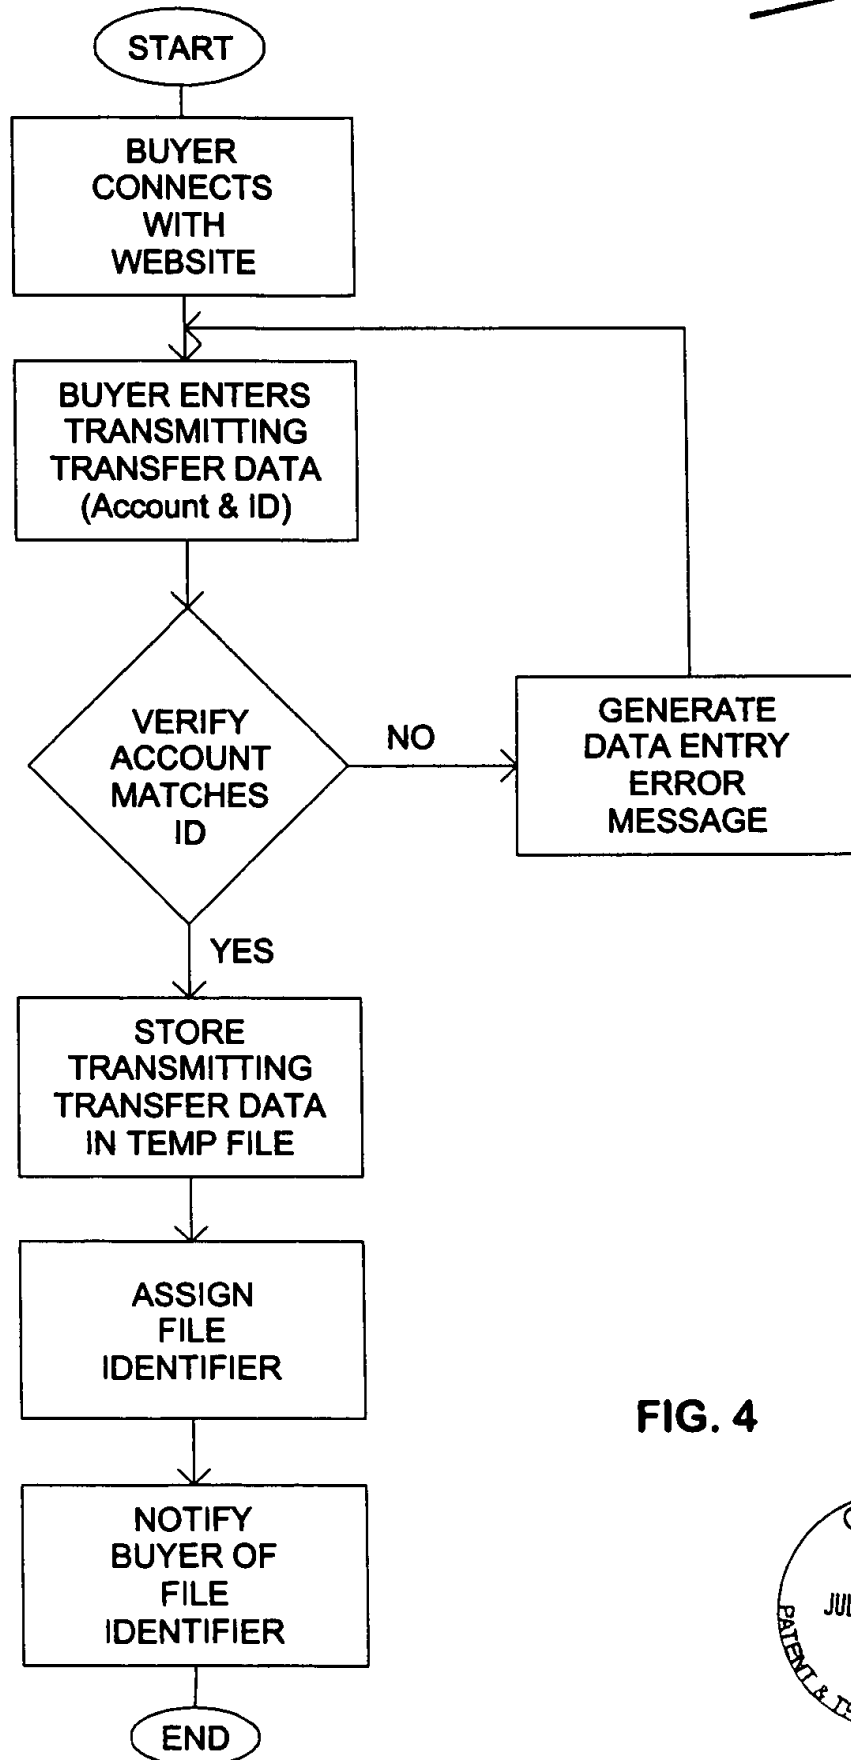 START
BUYER
CONNECTS
WITH
WEBSITE
BUYER ENTERS
TRANSMITTING
TRANSFER DATA
(Account & ID)
VERIFY
ACCOUNT
MATCHES
ID
NO
GENERATE
DATA ENTRY
ERROR
MESSAGE
YES
STORE
TRANSMITTING
TRANSFER DATA
IN TEMP FILE
ASSIGN
FILE
IDENTIFIER
FIG. 4
NOTIFY
BUYER OF
FILE
IDENTIFIER
JUL
PATENT &
END